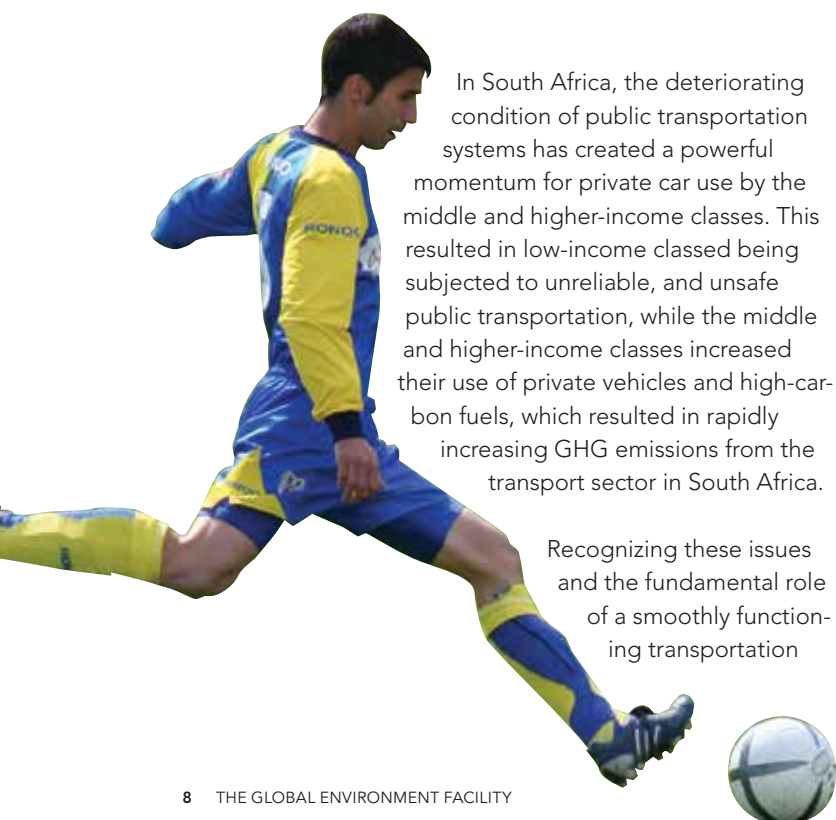 In South Africa, the deteriorating
condition of public transportation
systems has created a powerful
momentum for private car use by the
middle and higher-income classes. This
resulted in low-income classed being
subjected to unreliable, and unsafe
public transportation, while the middle
and higher-income classes increased
their use of private vehicles and high-car-
bon fuels, which resulted in rapidly
increasing GHG emissions from the
transport sector in South Africa.
Recognizing these issues
and the fundamental role
of a smoothly function-
ing transportation
8 THE GLOBAL ENVIRONMENT FACILITY